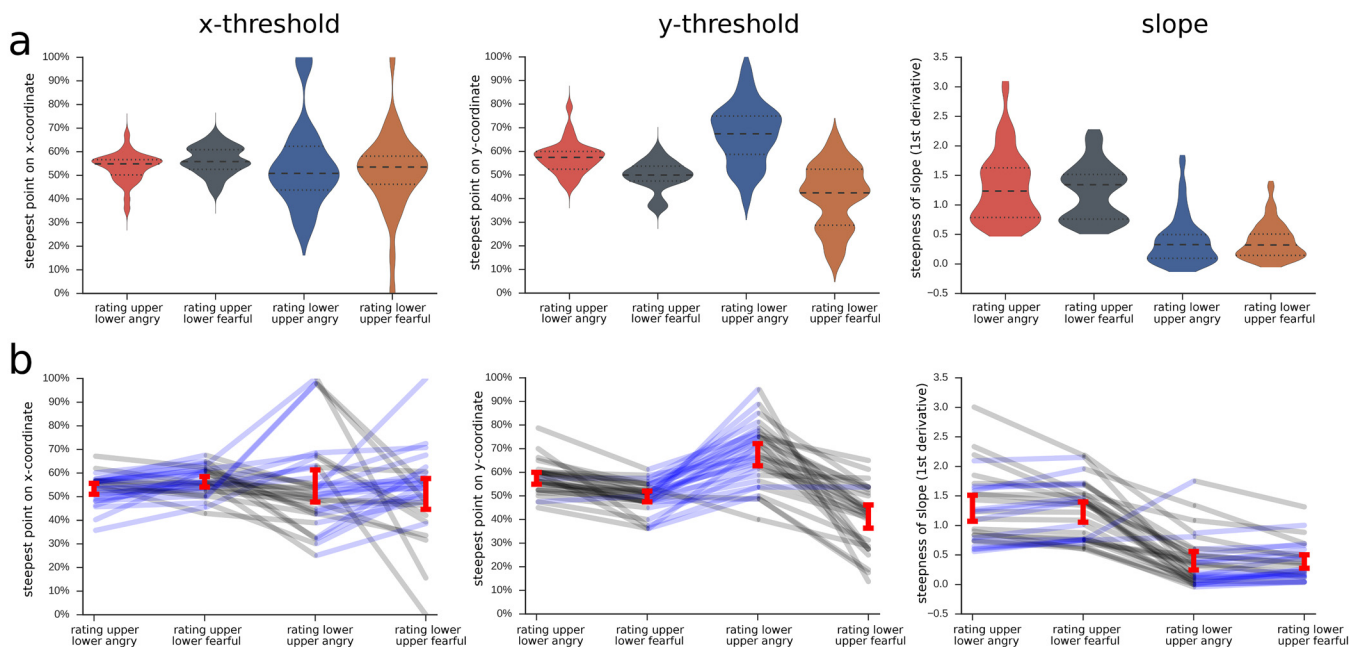 x-threshold
y-threshold
slope
a
steepest point on x-coordinate
100%
90%
80%
70%
60%
50%
40%
30%
20%
10%
0%
rating upper
lower angry
rating upper
lower fearful
rating lower
upper angry
rating lower
upper fearful
steepest point on y-coordinate
100%
90%
80%
70%
60%
50%
40%
30%
20%
10%
0%
rating upper
lower angry
rating upper
lower fearful
rating lower
upper angry
rating lower
upper fearful
steepness of slope (1st derivative)
3.5
3.0
2.5
2.0
1.5
1.0
0.5
0.0
−0.5
rating upper
lower angry
rating upper
lower fearful
rating lower
upper angry
rating lower
upper fearful
b
steepest point on x-coordinate
100%
90%
80%
70%
60%
50%
40%
30%
20%
10%
0%
rating upper
lower angry
rating upper
lower fearful
rating lower
upper angry
rating lower
upper fearful
steepest point on y-coordinate
100%
90%
80%
70%
60%
50%
40%
30%
20%
10%
0%
rating upper
lower angry
rating upper
lower fearful
rating lower
upper angry
rating lower
upper fearful
steepness of slope (1st derivative)
3.5
3.0
2.5
2.0
1.5
1.0
0.5
0.0
−0.5
rating upper
lower angry
rating upper
lower fearful
rating lower
upper angry
rating lower
upper fearful